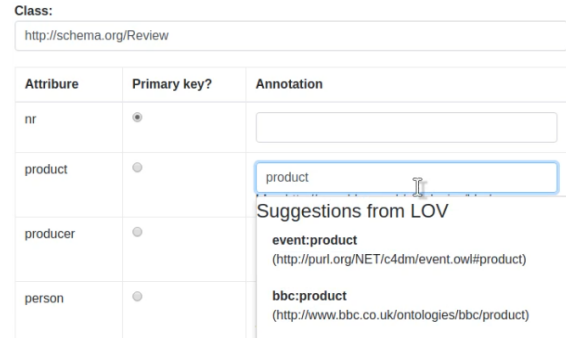 Class:
http://schema.org/Review
Attribure Primary key? Annotation
nr
product product
Suggestions from LOV
event:product
(http://purl.org/NET/c4dm/event.owl#product)
producer
bbc:product
(http://www.bbc.co.uk/ontologies/bbc/product)
person